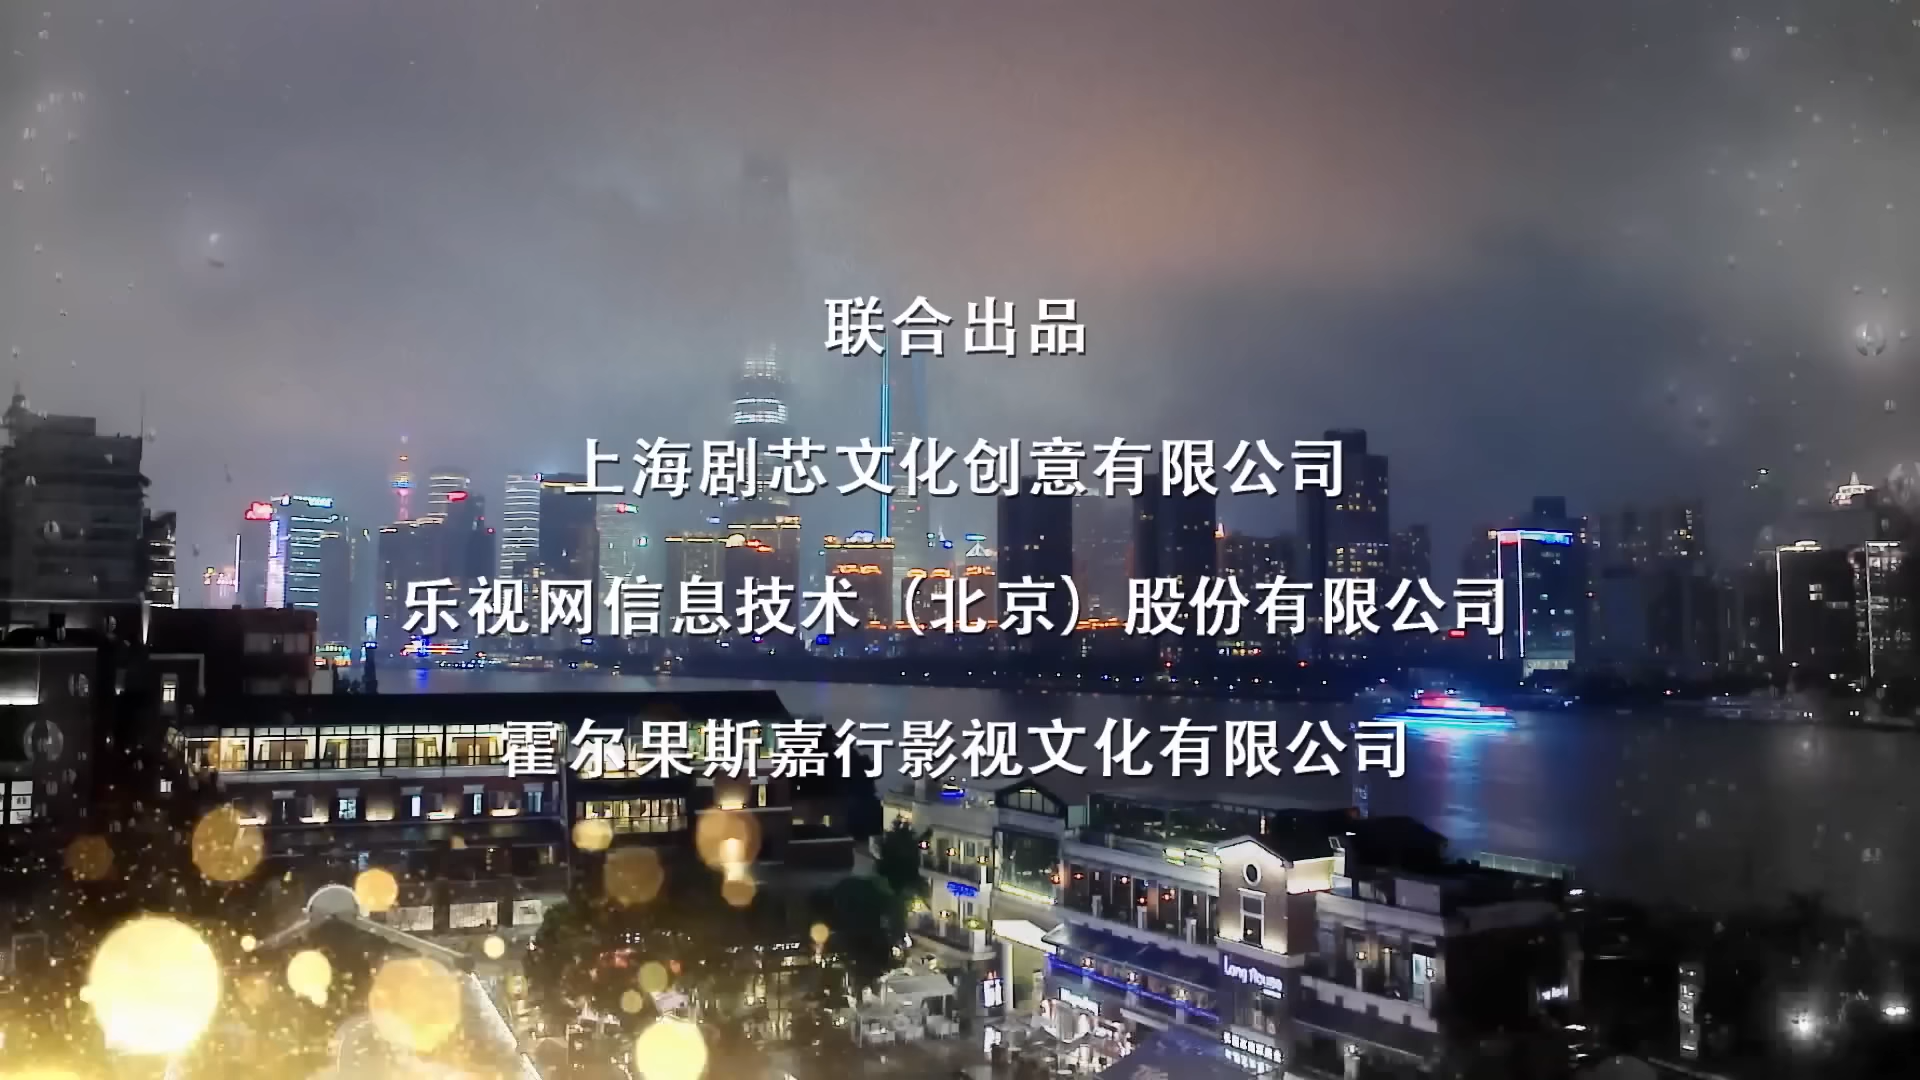 联合出品
上海剧芯文化创意有限公司
乐视网信息技术（北京）股份有限公司
霍尔果斯嘉行影视文化有限公司
Long House